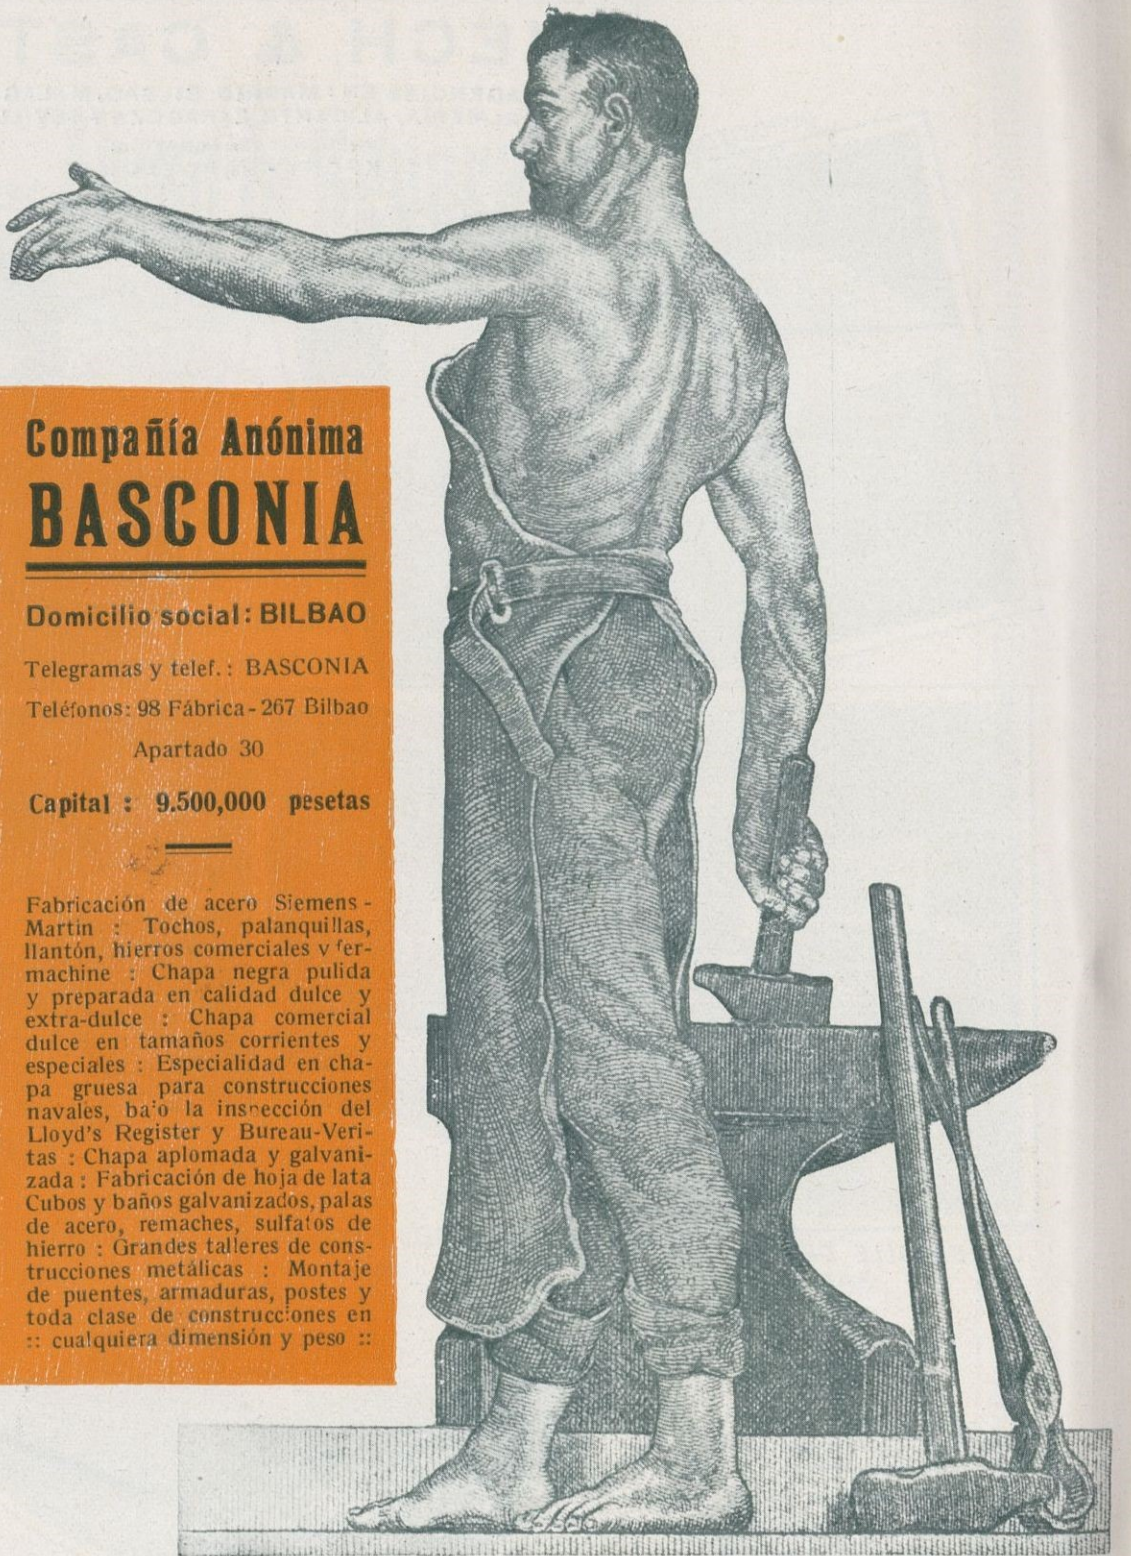 Compañía Anónima
BASCONIA
Domicilio social: BILBAO
Telegramas y telef.: BASCONIA
Teléfonos: 98 Fábrica - 267 Bilbao
Apartado 30
Capital : 9.500,000 pesetas
Fabricación de acero Siemens-
Martin : Tochos, palanquillas,
llantón, hierros comerciales y fer-
machine : Chapa negra pulida
y preparada en calidad dulce y
extra-dulce : Chapa comercial
dulce en tamaños corrientes y
especiales : Especialidad en cha-
pa gruesa para construcciones
navales, bajo la inspección del
Lloyd's Register y Bureau-Veri-
tas : Chapa aplomada y galvani-
zada : Fabricación de hoja de lata
Cubos y baños galvanizados, palas
de acero, remaches, sulfatos de
hierro : Grandes talleres de cons-
trucciones metálicas : Montaje
de puentes, armaduras, postes y
toda clase de construcciones en
:: cualquiera dimensión y peso ::